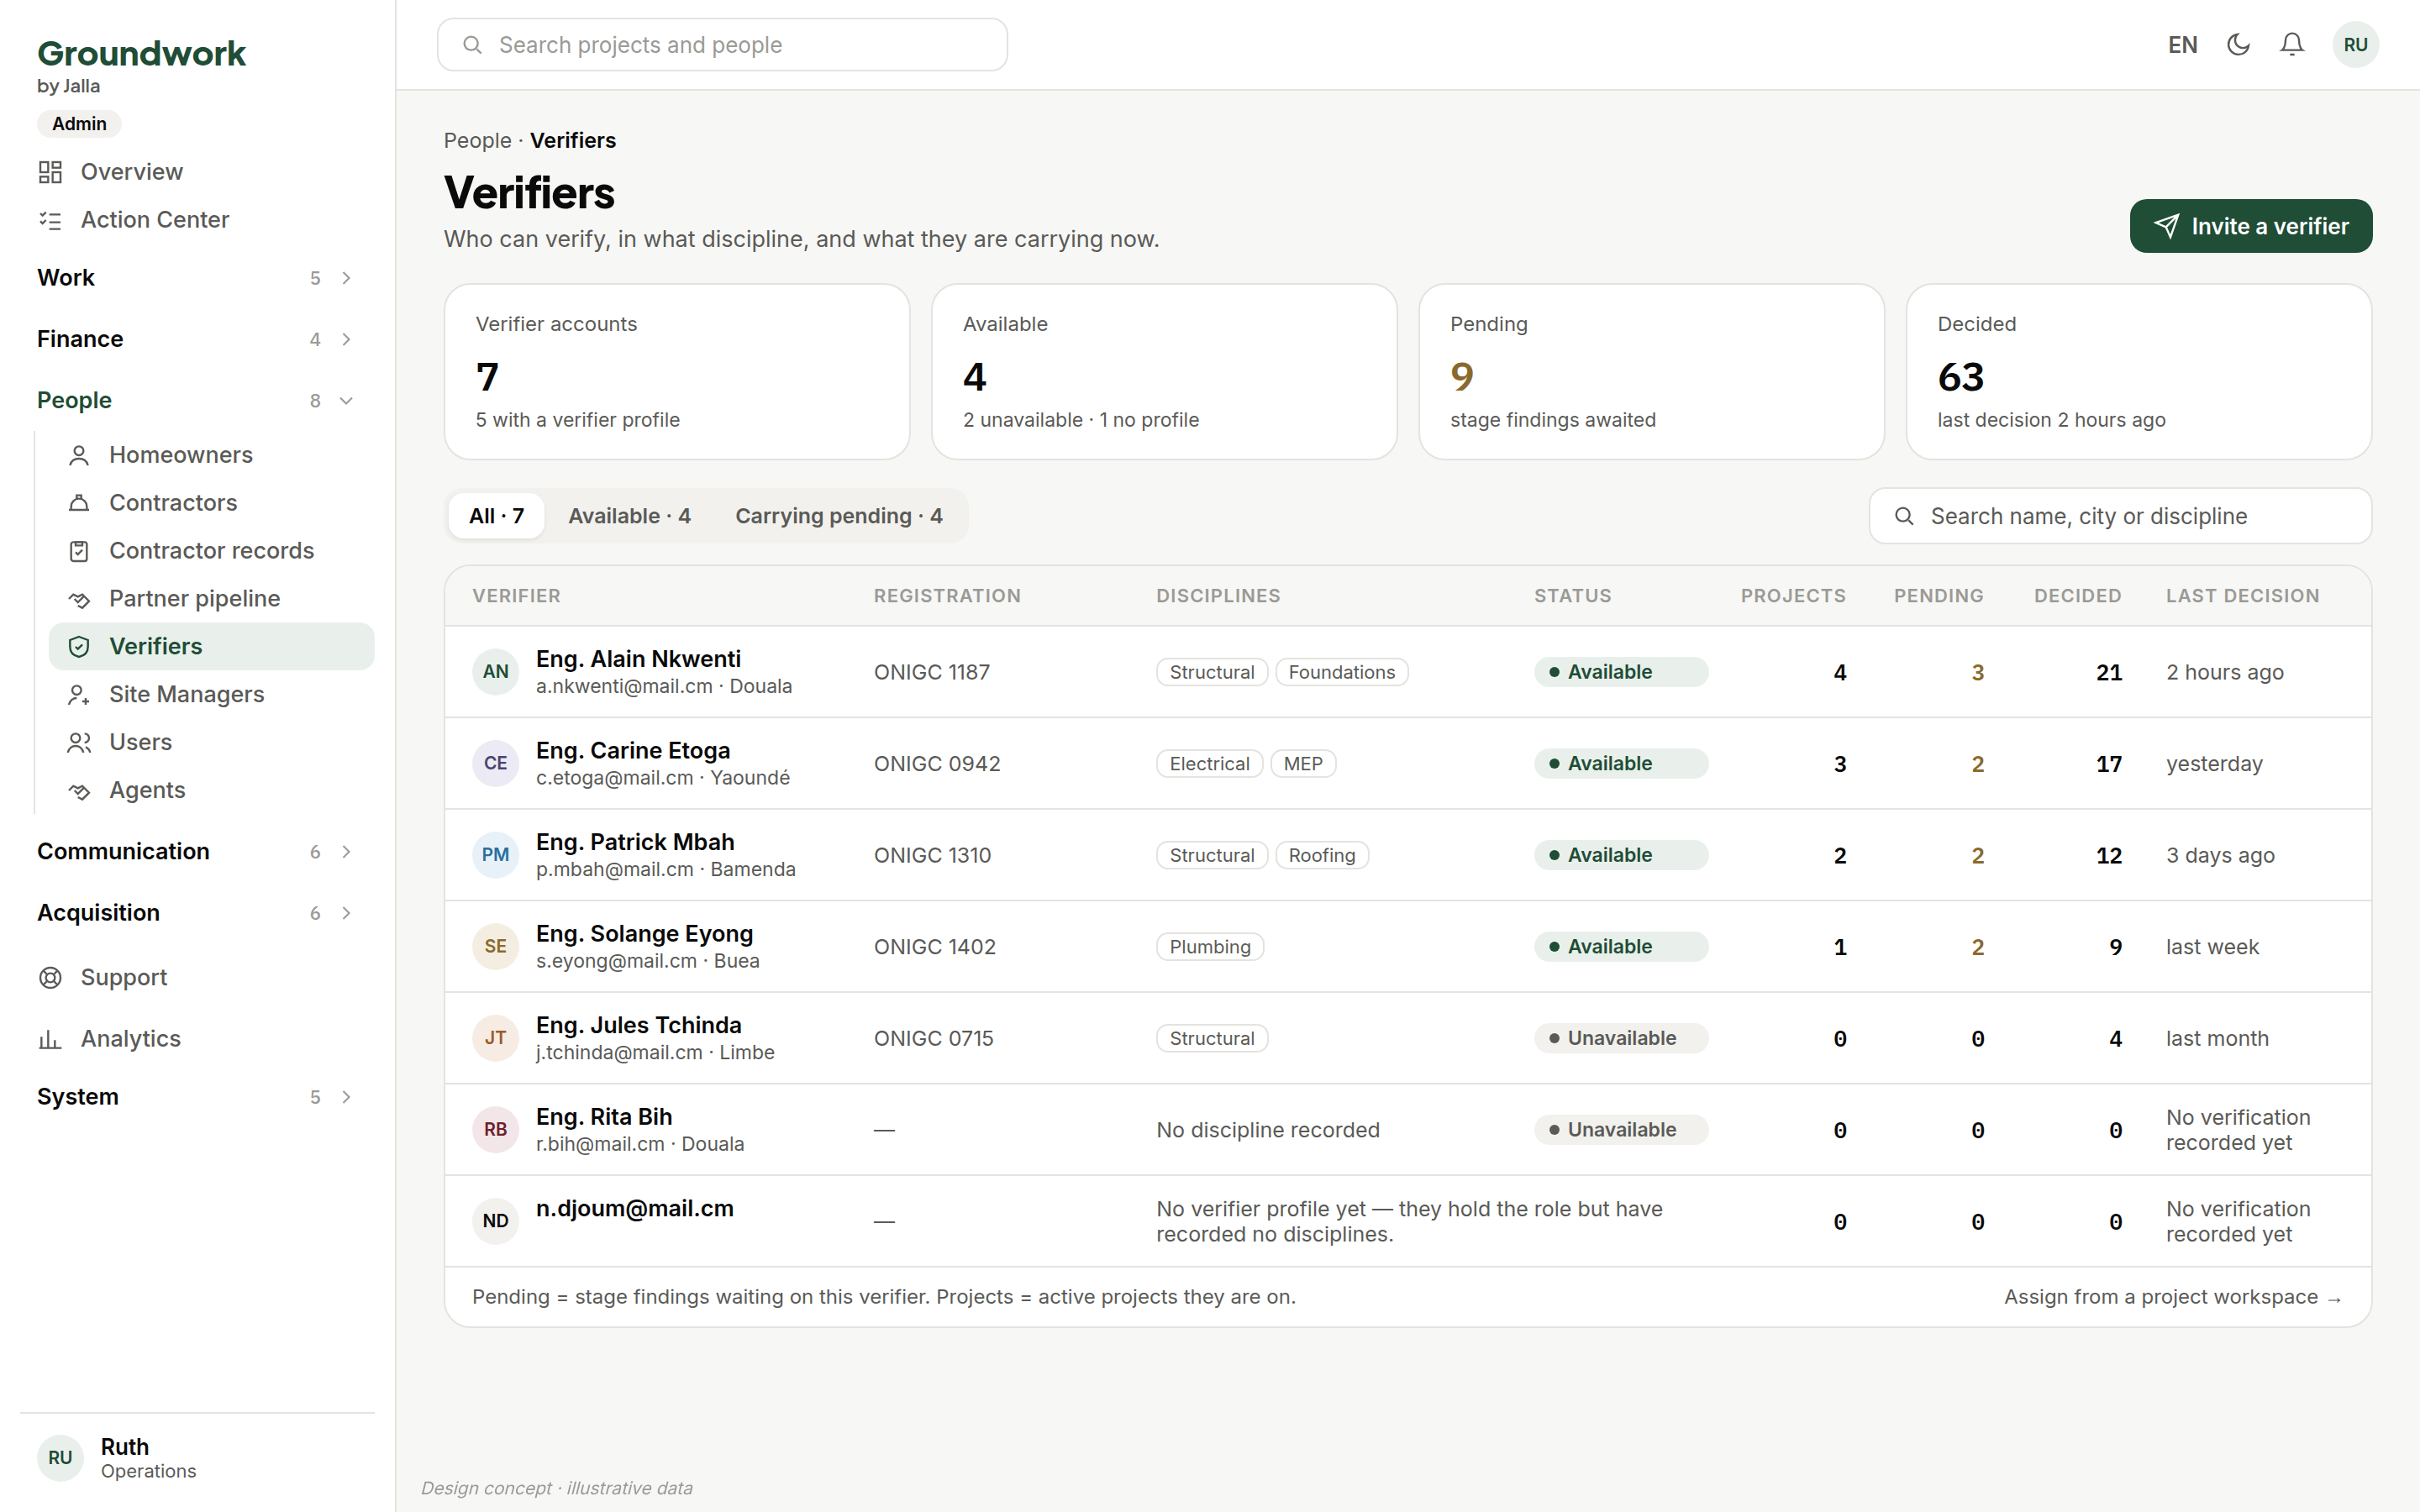 Groundwork
by Jalla
Admin
Overview
Action Center
Work 5
Finance 4
People 8
Homeowners
Contractors
Contractor records
Partner pipeline
Verifiers
Site Managers
Users
Agents
Communication 6
Acquisition 6
Support
Analytics
System 5
RU
Ruth
Operations
Search projects and people
EN
RU
People · Verifiers
Verifiers
Who can verify, in what discipline, and what they are carrying now.
Invite a verifier
Verifier accounts
7
5 with a verifier profile
Available
4
2 unavailable · 1 no profile
Pending
9
stage findings awaited
Decided
63
last decision 2 hours ago
All · 7 Available · 4 Carrying pending · 4
Search name, city or discipline
VERIFIER REGISTRATION DISCIPLINES STATUS PROJECTS PENDING DECIDED LAST DECISION
AN Eng. Alain Nkwenti ONIGC 1187 Structural Foundations Available 4 3 21 2 hours ago
a.nkwenti@mail.cm · Douala
CE Eng. Carine Etoga ONIGC 0942 Electrical MEP Available 3 2 17 yesterday
c.etoga@mail.cm · Yaoundé
PM Eng. Patrick Mbah ONIGC 1310 Structural Roofing Available 2 2 12 3 days ago
p.mbah@mail.cm · Bamenda
SE Eng. Solange Eyong ONIGC 1402 Plumbing Available 1 2 9 last week
s.eyong@mail.cm · Buea
JT Eng. Jules Tchinda ONIGC 0715 Structural Unavailable 0 0 4 last month
j.tchinda@mail.cm · Limbe
RB Eng. Rita Bih — No discipline recorded Unavailable 0 0 0 No verification
r.bih@mail.cm · Douala recorded yet
ND n.djoum@mail.cm — No verifier profile yet — they hold the role but have 0 0 0 No verification
recorded no disciplines. recorded yet
Pending = stage findings waiting on this verifier. Projects = active projects they are on.
Assign from a project workspace →
Design concept · illustrative data